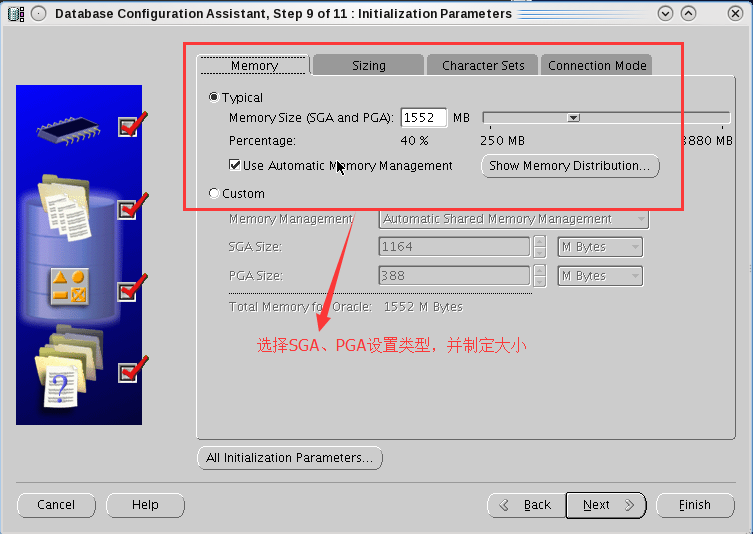 Database Configuration Assistant, Step 9 of 11 : Initialization Parameters
Memory Sizing Character Sets Connection Mode
Typical
Memory Size (SGA and PGA): 1552 MB
Percentage: 40 % 250 MB 3880 MB
Use Automatic Memory Management Show Memory Distribution...
Custom
Memory Management Automatic Shared Memory Management
SGA Size: 1164 M Bytes
PGA Size: 388 M Bytes
Total Memory for Oracle: 1552 M Bytes
选择SGA、PGA设置类型，并制定大小
All Initialization Parameters...
Cancel Help Back Next Finish